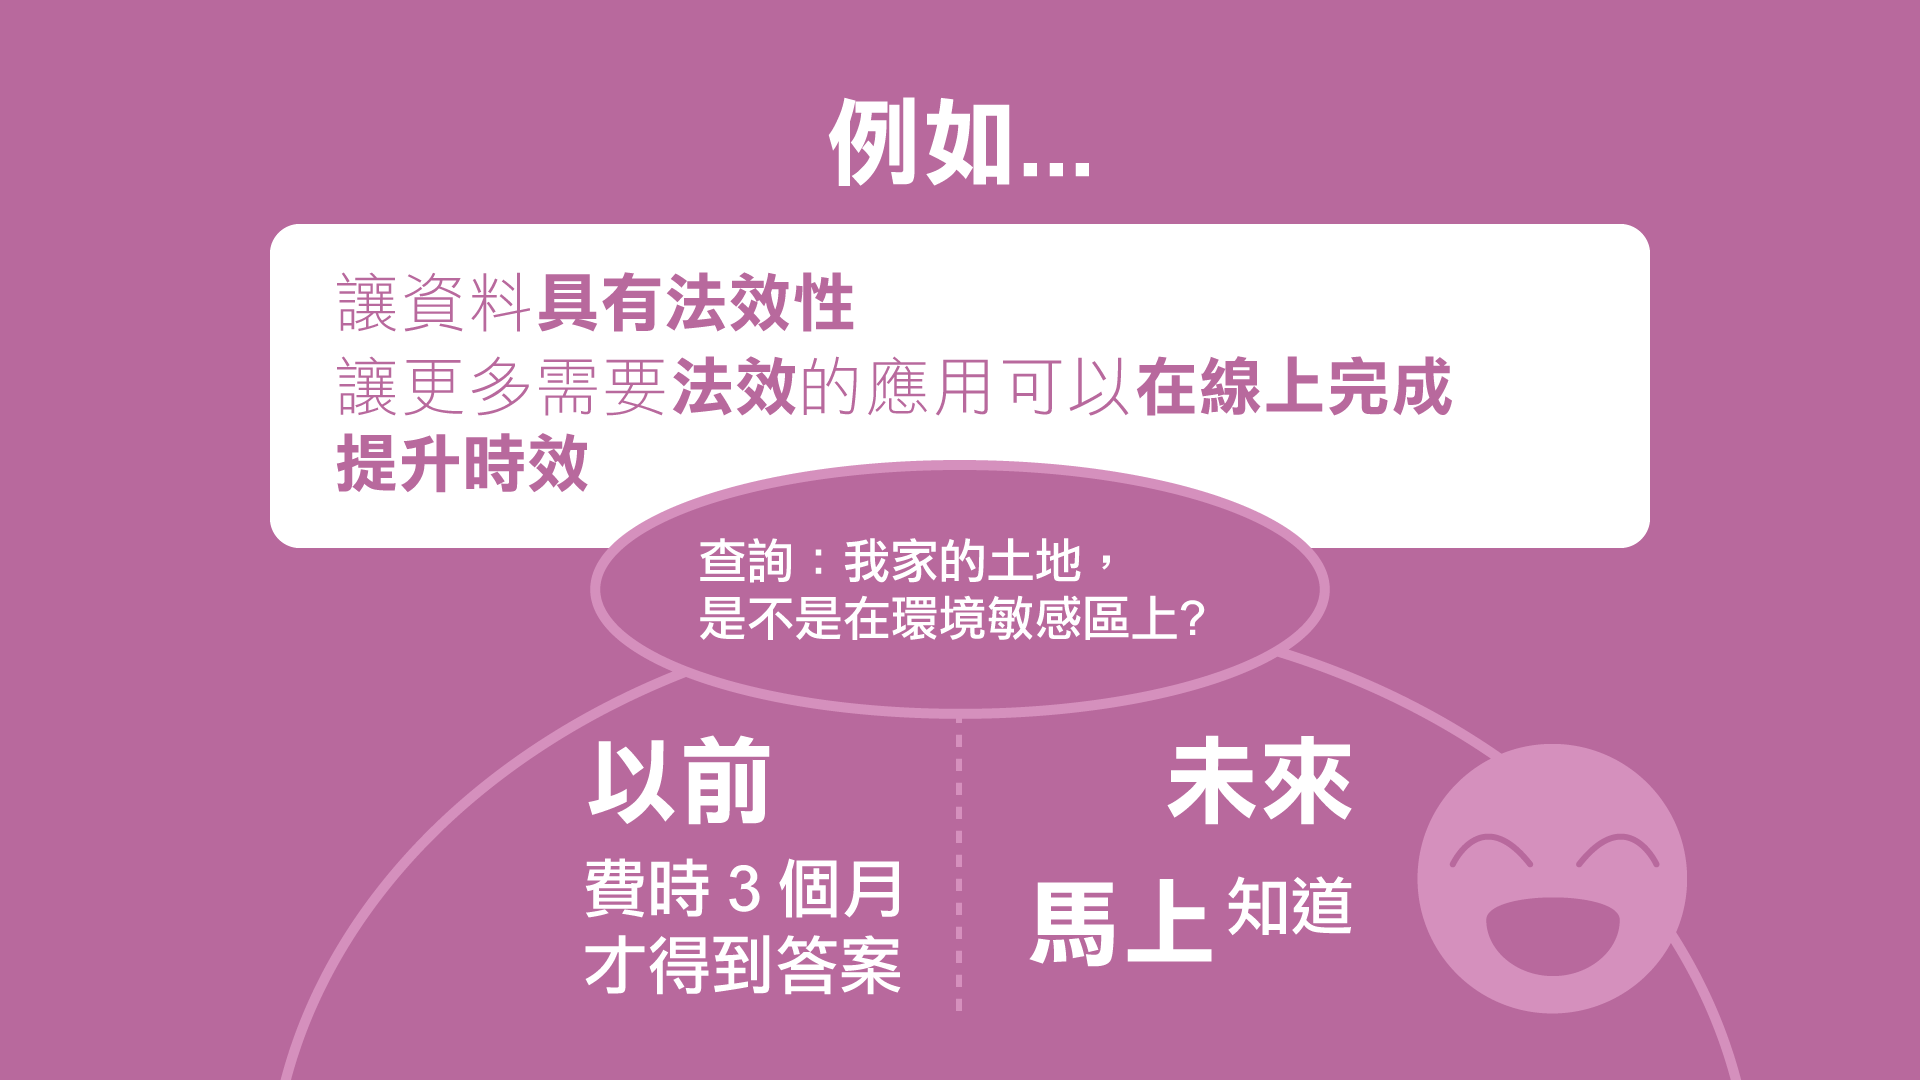 例如...
讓資料具有法效性
讓更多需要法效的應用可以在線上完成
提升時效
查詢：我家的土地，
是不是在環境敏感區上?
以前
費時 3 個月
才得到答案
未來
馬上知道